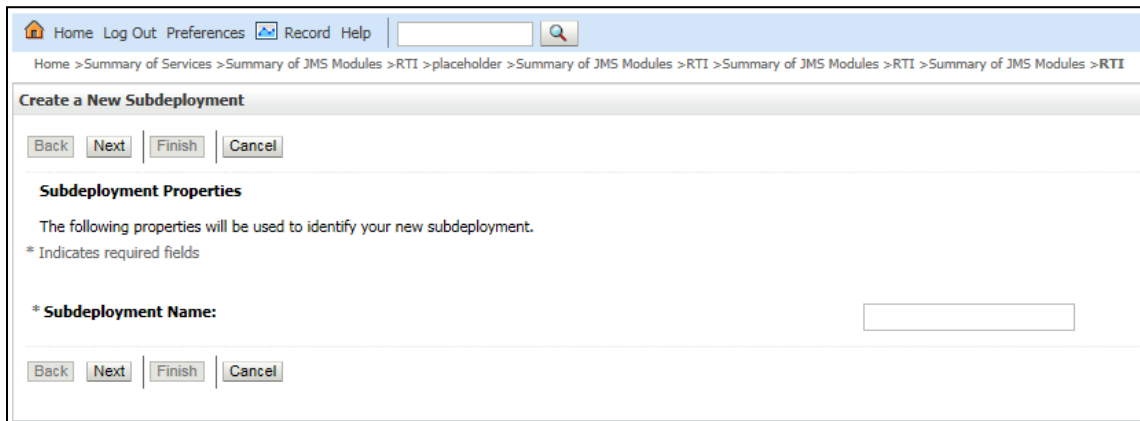 Home Log Out Preferences Record Help
Home >Summary of Services >Summary of JMS Modules >RTI >placeholder >Summary of JMS Modules >RTI >Summary of JMS Modules >RTI >Summary of JMS Modules >RTI
Create a New Subdeployment
Back Next Finish Cancel
Subdeployment Properties
The following properties will be used to identify your new subdeployment.
* Indicates required fields
* Subdeployment Name:
Back Next Finish Cancel